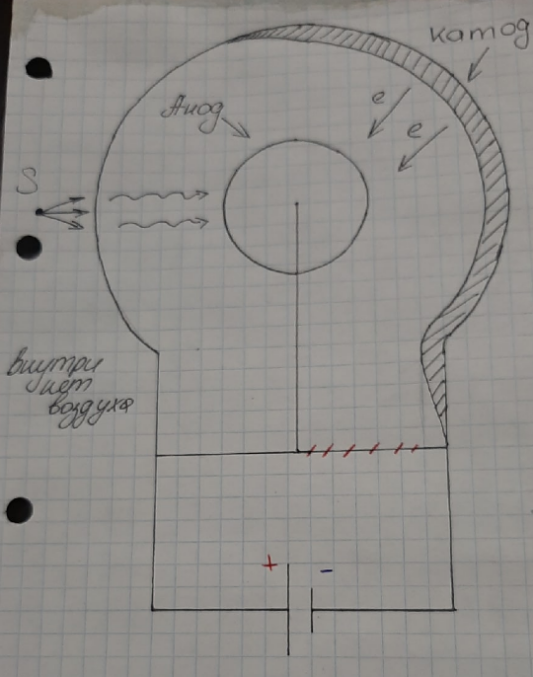 катод
Анод
e
e
S
внутри
нет
воздуха
+
-